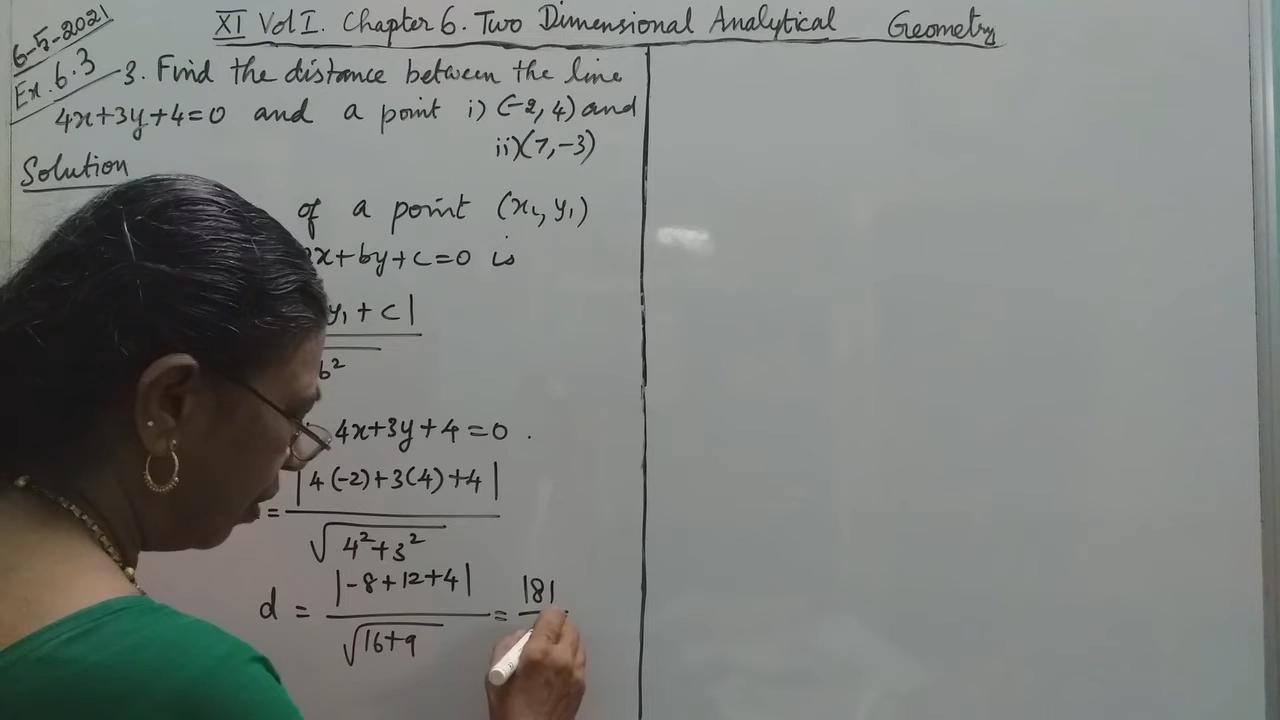 6-5-2021
XI Vol I. Chapter 6. Two Dimensional Analytical Geometry
Ex. 6.3
3. Find the distance between the line
4x+3y+4=0 and a point i) (-2, 4) and
ii) (7, -3)
Solution
of a point (x₁, y₁)
x+by+c=0 is
y₁ + c|
b²
4x+3y+4=0.
= |4(-2)+3(4)+4|
√4²+3²
d = |-8+12+4| = |8|
√16+9